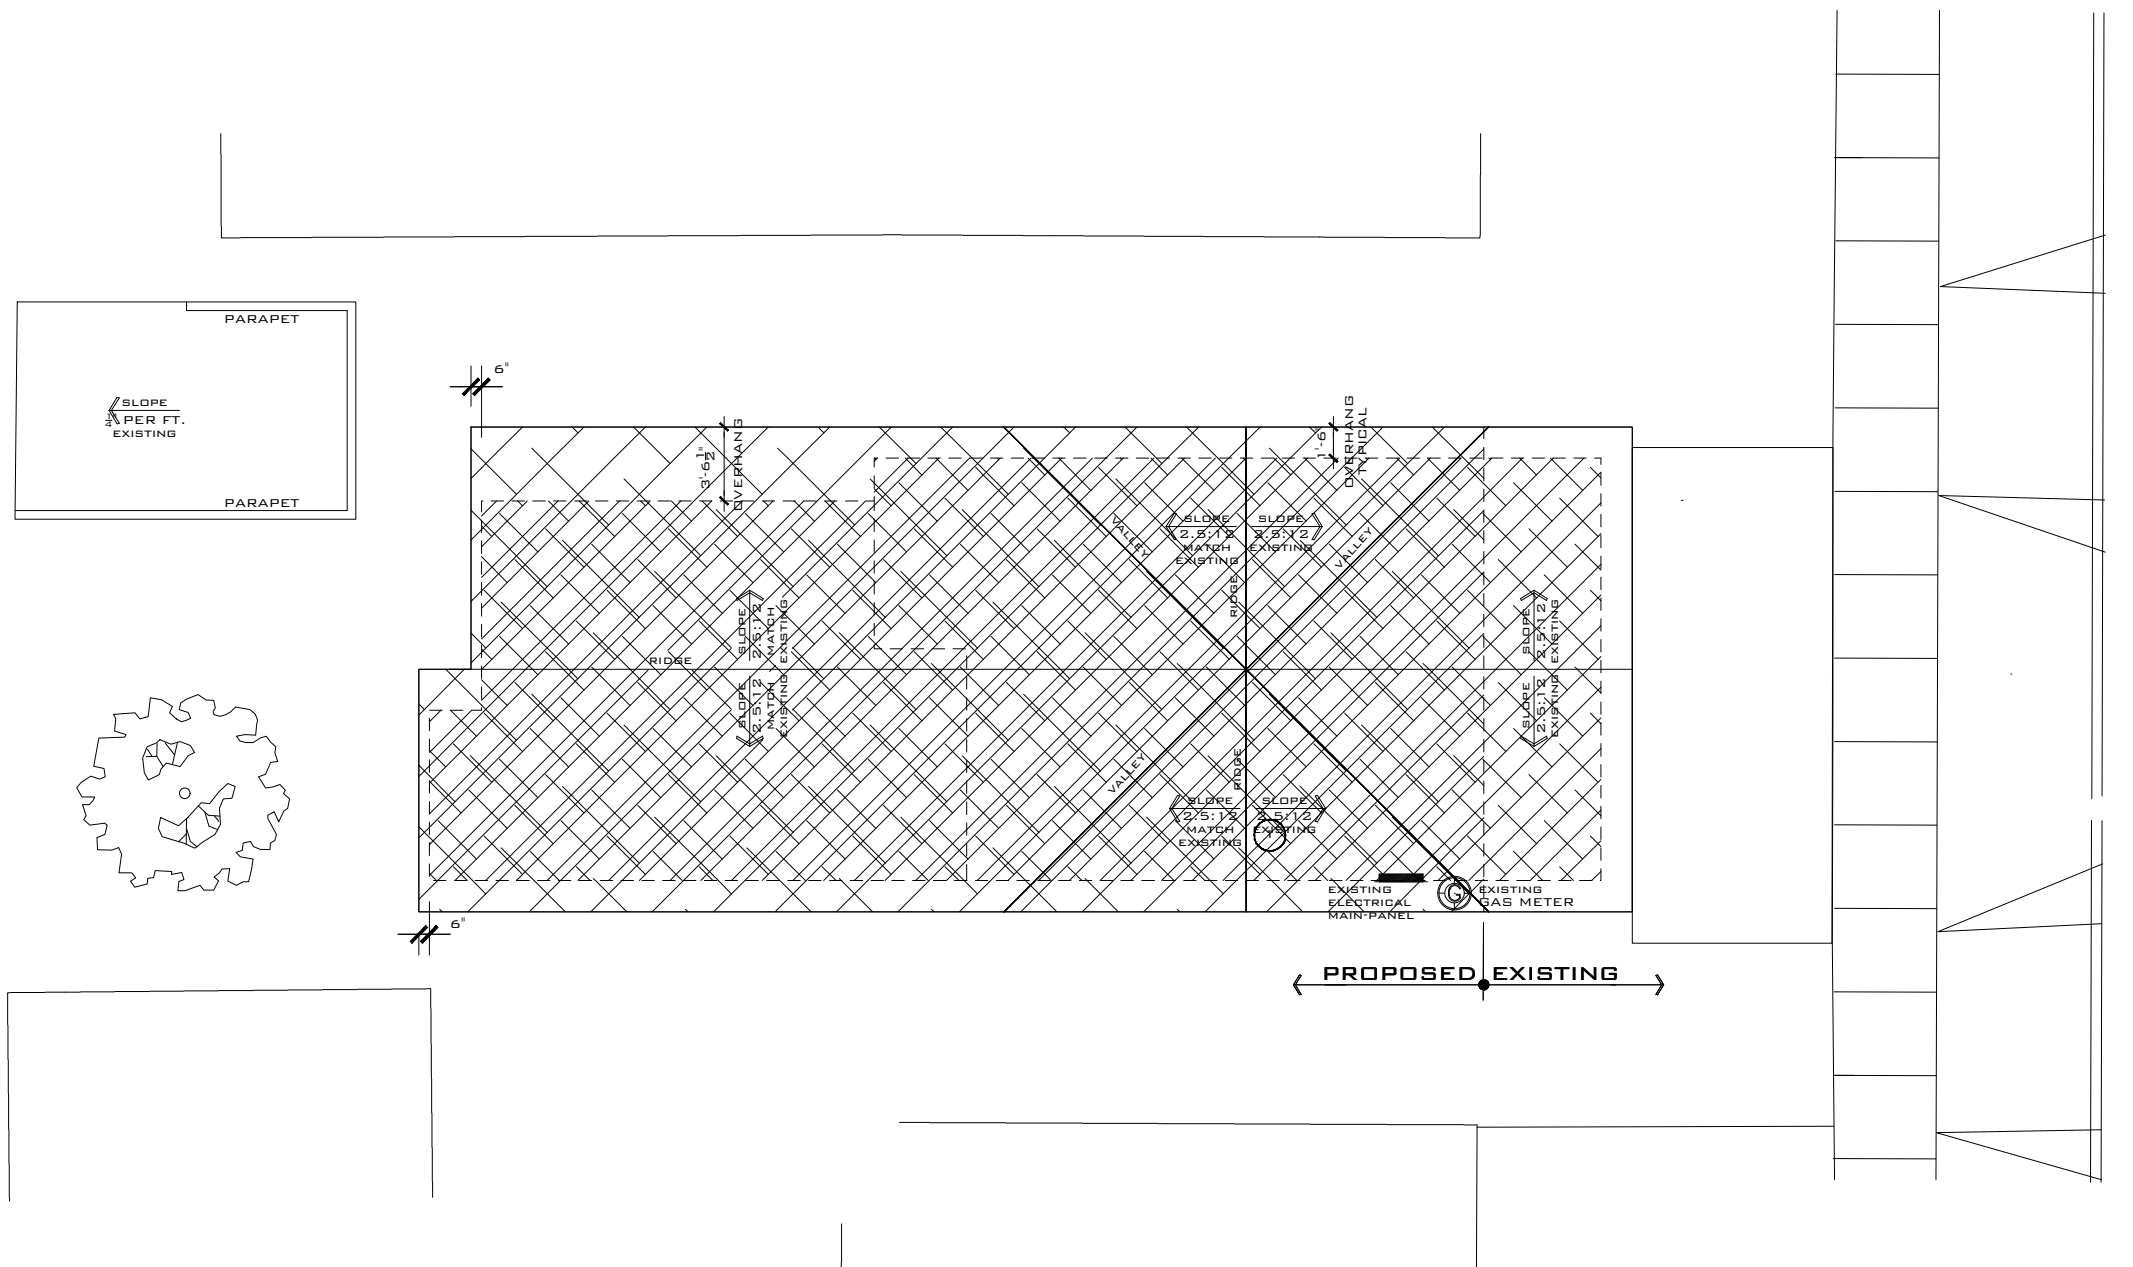 PARAPET
SLOPE
1/4" PER FT.
EXISTING
PARAPET
6"
3'-6 1/2"
OVERHANG
1'-6"
OVERHANG
TYPICAL
VALLEY
SLOPE
2.5:12
MATCH
EXISTING
SLOPE
2.5:12
EXISTING
VALLEY
RIDGE
SLOPE
2.5:12
MATCH
EXISTING
SLOPE
2.5:12
EXISTING
RIDGE
SLOPE
2.5:12
MATCH
EXISTING
SLOPE
2.5:12
EXISTING
VALLEY
RIDGE
SLOPE
2.5:12
MATCH
EXISTING
SLOPE
2.5:12
EXISTING
EXISTING
ELECTRICAL
MAIN-PANEL
G
EXISTING
GAS METER
6"
PROPOSED EXISTING